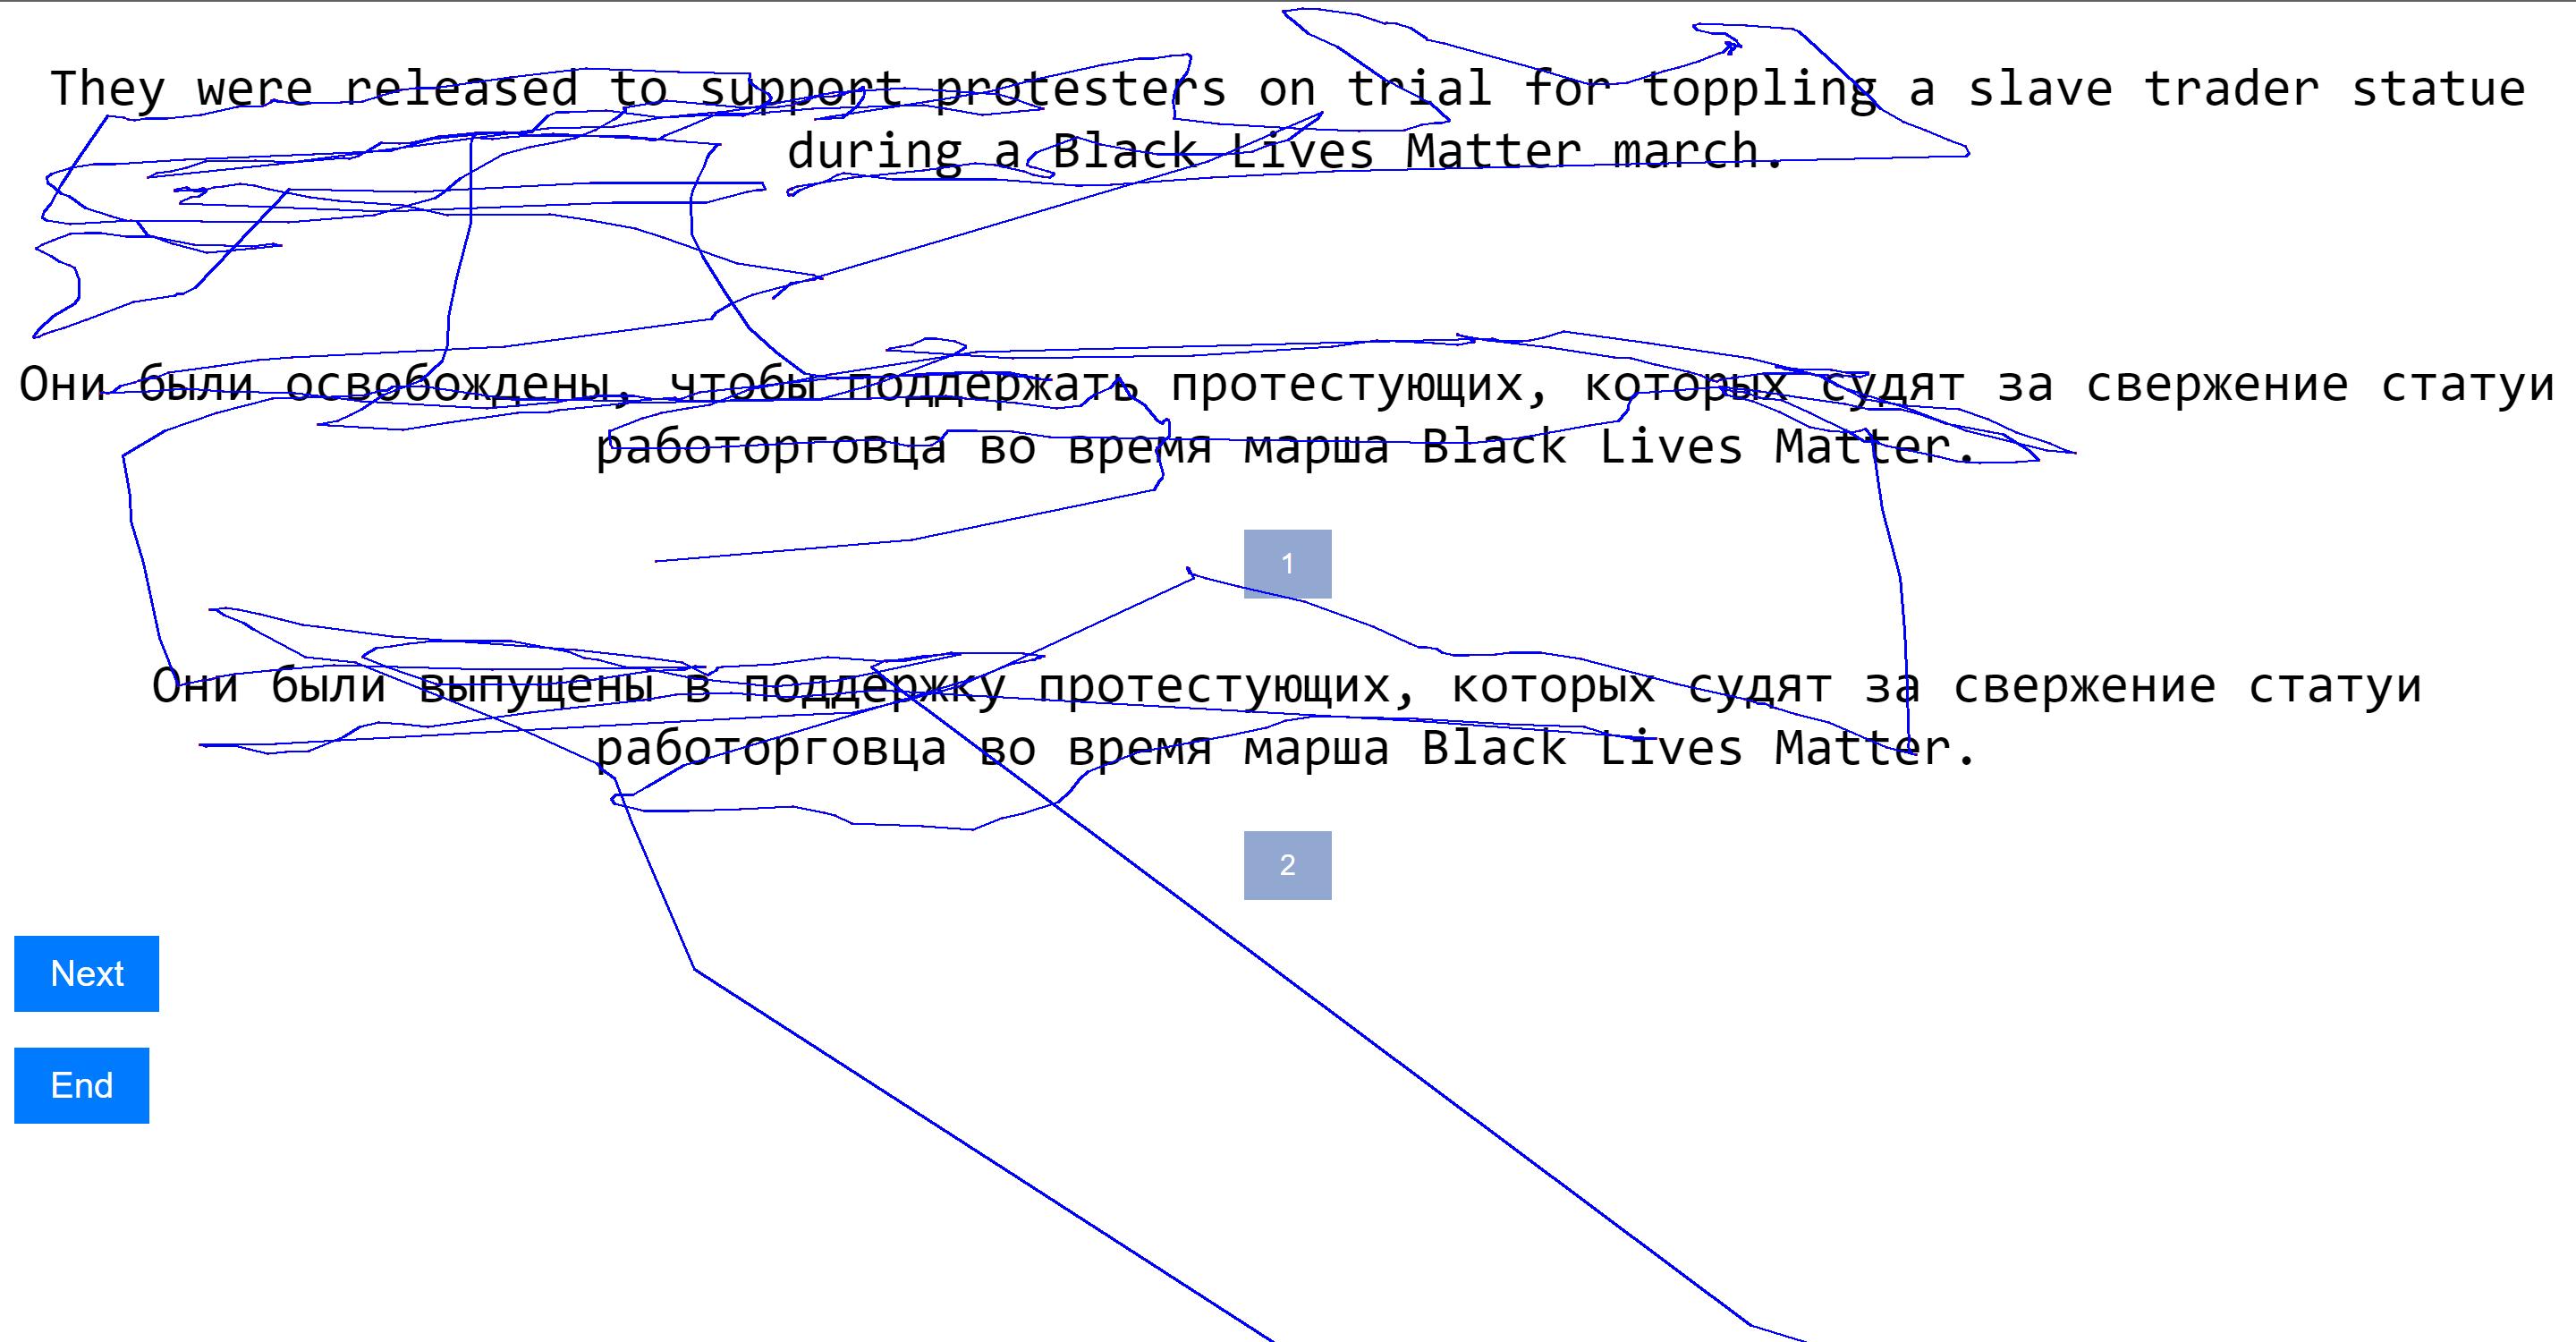 They were released to support protesters on trial for toppling a slave trader statue
during a Black Lives Matter march.
Они были освобождены, чтобы поддержать протестующих, которых судят за свержение статуи
работорговца во время марша Black Lives Matter.
1
Они были выпущены в поддержку протестующих, которых судят за свержение статуи
работорговца во время марша Black Lives Matter.
2
Next
End